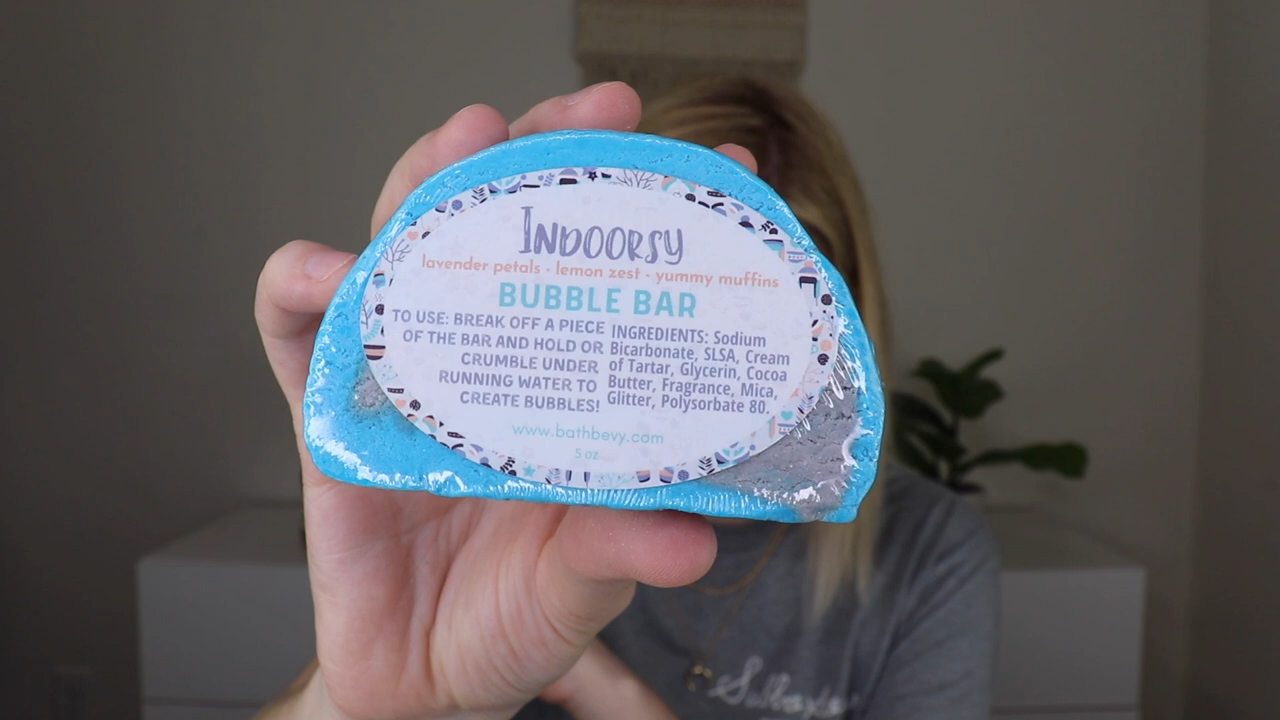 INDOORSY
lavender petals · lemon zest · yummy muffins
BUBBLE BAR
TO USE: BREAK OFF A PIECE
OF THE BAR AND HOLD OR
CRUMBLE UNDER
RUNNING WATER TO
CREATE BUBBLES!
INGREDIENTS: Sodium
Bicarbonate, SLSA, Cream
of Tartar, Glycerin, Cocoa
Butter, Fragrance, Mica,
Glitter, Polysorbate 80.
www.bathbevy.com
5 oz